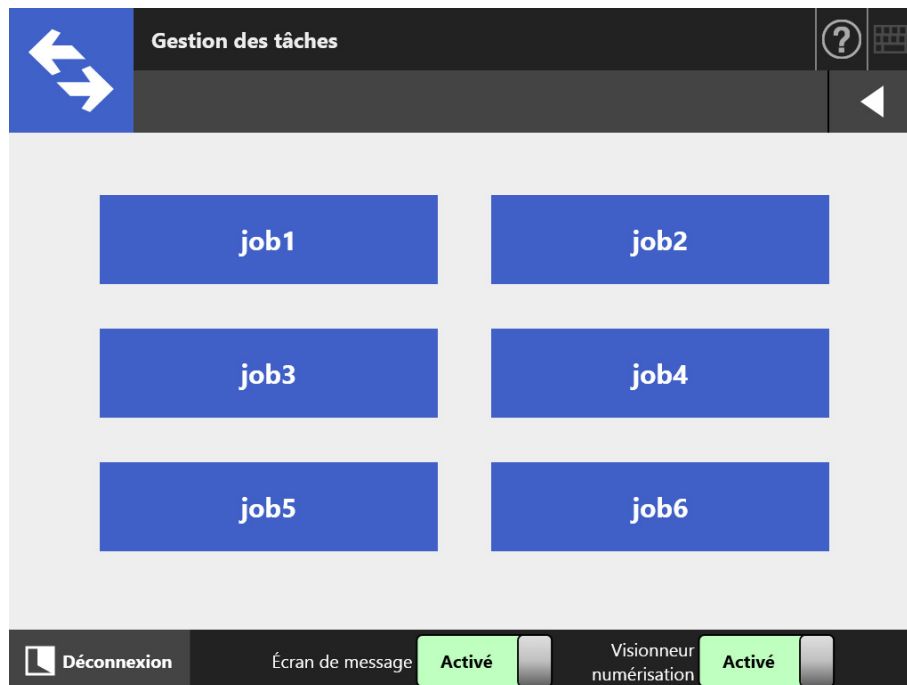 Gestion des tâches
?
job1
job2
job3
job4
job5
job6
Déconnexion
Écran de message
Activé
Visionneur
numérisation
Activé